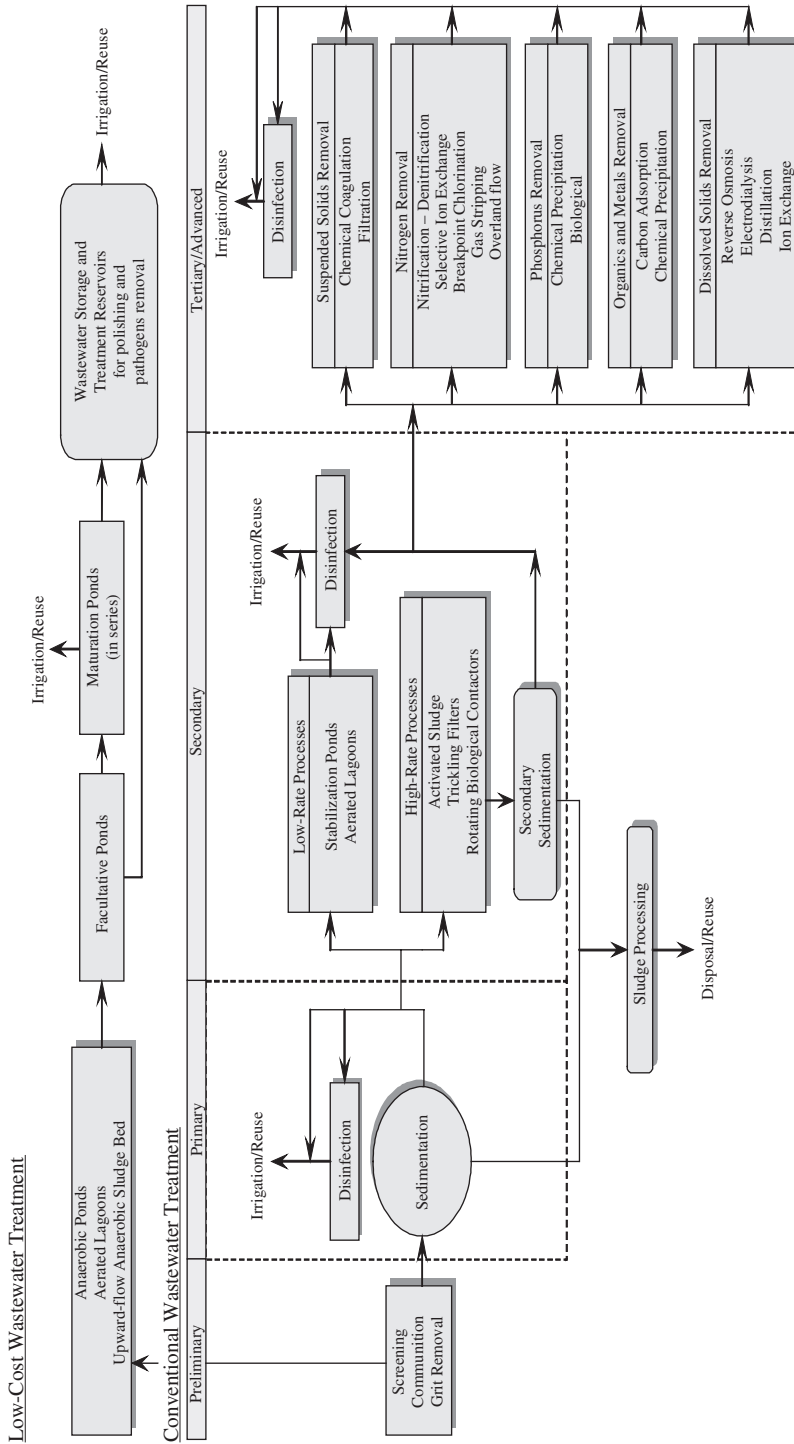 Low-Cost Wastewater Treatment
Anaerobic Ponds
Aerated Lagoons
Upward-flow Anaerobic Sludge Bed
Facultative Ponds
Irrigation/Reuse
Maturation Ponds
(in series)
Wastewater Storage and
Treatment Reservoirs
for polishing and
pathogens removal
Irrigation/Reuse
Conventional Wastewater Treatment
Preliminary
Primary
Secondary
Tertiary/Advanced
Screening
Communition
Grit Removal
Irrigation/Reuse
Disinfection
Sedimentation
Low-Rate Processes
Stabilization Ponds
Aerated Lagoons
High-Rate Processes
Activated Sludge
Trickling Filters
Rotating Biological Contactors
Secondary
Sedimentation
Irrigation/Reuse
Disinfection
Sludge Processing
Disposal/Reuse
Irrigation/Reuse
Disinfection
Suspended Solids Removal
Chemical Coagulation
Filtration
Nitrogen Removal
Nitrification – Denitrification
Selective Ion Exchange
Breakpoint Chlorination
Gas Stripping
Overland flow
Phosphorus Removal
Chemical Precipitation
Biological
Organics and Metals Removal
Carbon Adsorption
Chemical Precipitation
Dissolved Solids Removal
Reverse Osmosis
Electrodialysis
Distillation
Ion Exchange